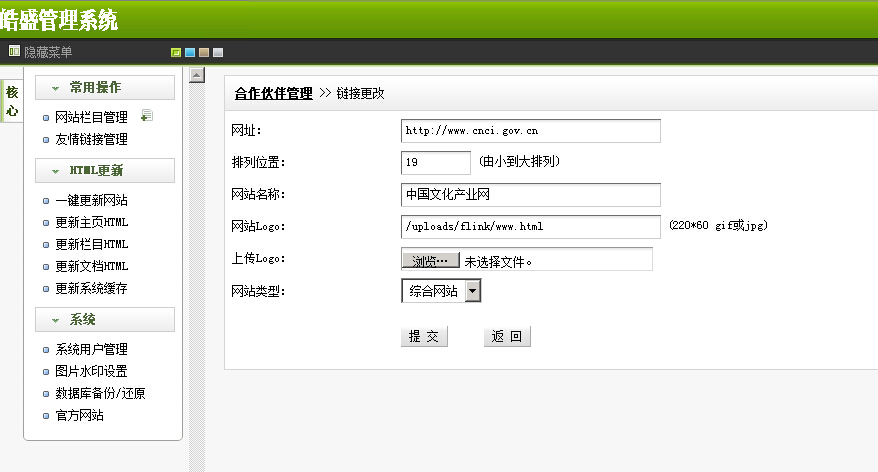 皓盛管理系统
隐藏菜单
核心
常用操作
网站栏目管理
友情链接管理
HTML更新
一键更新网站
更新主页HTML
更新栏目HTML
更新文档HTML
更新系统缓存
系统
系统用户管理
图片水印设置
数据库备份/还原
官方网站
合作伙伴管理 >> 链接更改
网址: http://www.cnci.gov.cn
排列位置: 19 (由小到大排列)
网站名称: 中国文化产业网
网站Logo: /uploads/flink/www.html (220*60 gif或jpg)
上传Logo: 浏览… 未选择文件。
网站类型: 综合网站
提 交 返 回